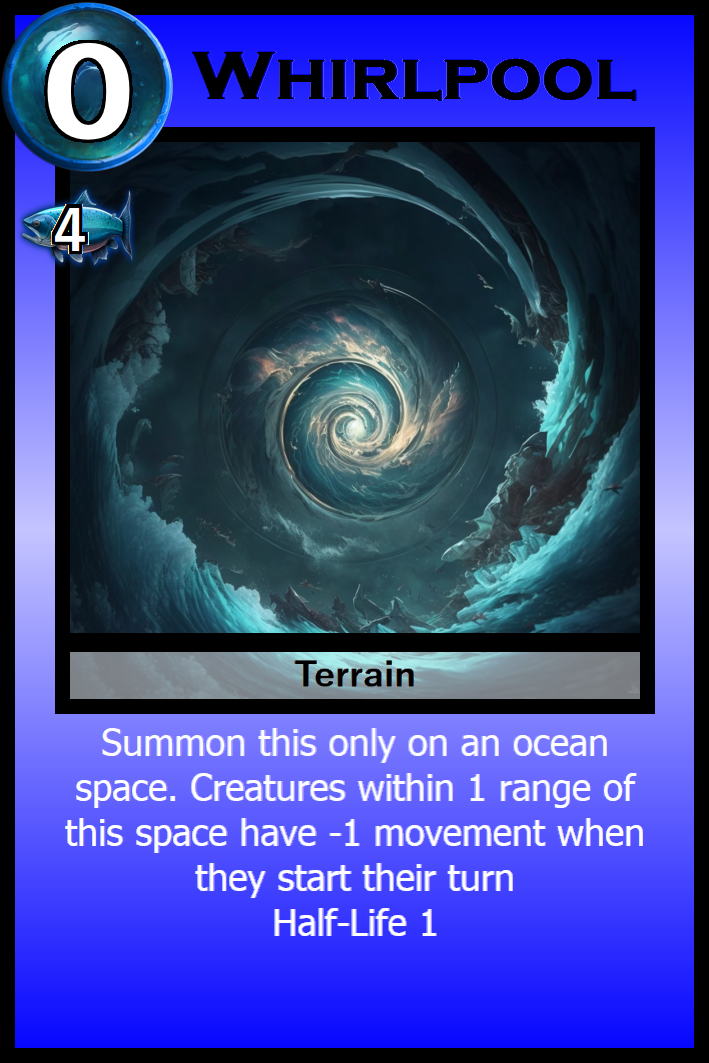 0
Whirlpool
4
Terrain
Summon this only on an ocean
space. Creatures within 1 range of
this space have -1 movement when
they start their turn
Half-Life 1